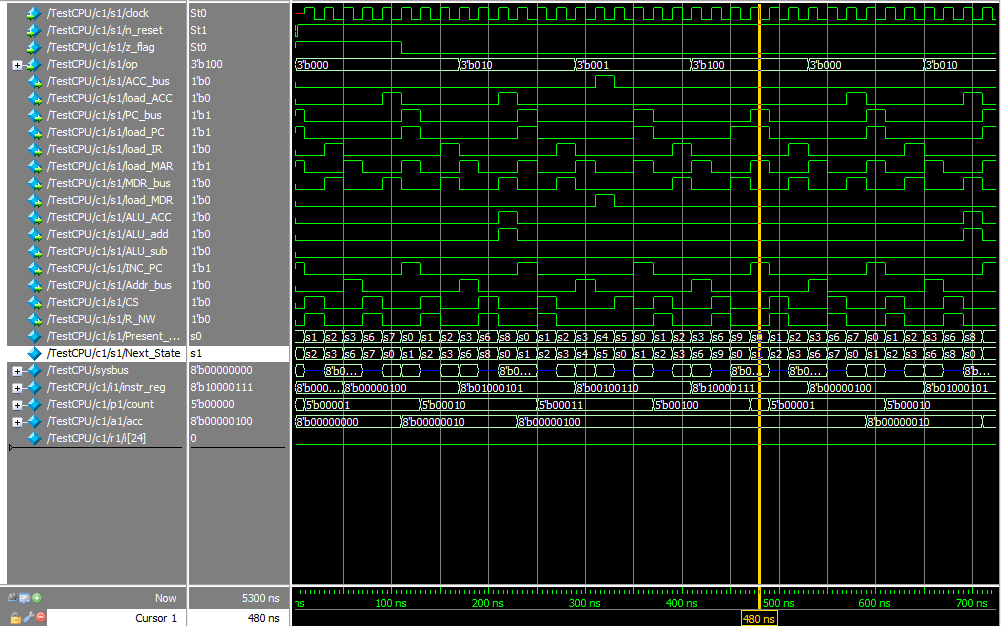 /TestCPU/c1/s1/clock St0
/TestCPU/c1/s1/n_reset St1
/TestCPU/c1/s1/z_flag St0
/TestCPU/c1/s1/op 3'b100 3'b000 3'b010 3'b001 3'b100 3'b000 3'b010
/TestCPU/c1/s1/ACC_bus 1'b0
/TestCPU/c1/s1/load_ACC 1'b0
/TestCPU/c1/s1/PC_bus 1'b1
/TestCPU/c1/s1/load_PC 1'b1
/TestCPU/c1/s1/load_IR 1'b0
/TestCPU/c1/s1/load_MAR 1'b1
/TestCPU/c1/s1/MDR_bus 1'b0
/TestCPU/c1/s1/load_MDR 1'b0
/TestCPU/c1/s1/ALU_ACC 1'b0
/TestCPU/c1/s1/ALU_add 1'b0
/TestCPU/c1/s1/ALU_sub 1'b0
/TestCPU/c1/s1/INC_PC 1'b1
/TestCPU/c1/s1/Addr_bus 1'b0
/TestCPU/c1/s1/CS 1'b0
/TestCPU/c1/s1/R_NW 1'b0
/TestCPU/c1/s1/Present_... s0 s1 s2 s3 s6 s7 s0 s1 s2 s3 s6 s8 s0 s1 s2 s3 s4 s5 s0 s1 s2 s3 s6 s9 s1 s2 s3 s6 s7 s0 s1 s2 s3 s6 s8
/TestCPU/c1/s1/Next_State s1 s2 s3 s6 s7 s0 s1 s2 s3 s6 s8 s0 s1 s2 s3 s4 s5 s0 s1 s2 s3 s6 s9 s0 s2 s3 s6 s7 s0 s1 s2 s3 s6 s8 s0
/TestCPU/sysbus 8'b00000000 8'b0... 8'b0... 8'b0... 8'b0... 8'b...
/TestCPU/c1/i1/instr_reg 8'b10000111 8'b000... 8'b00000100 8'b01000101 8'b00100110 8'b10000111 8'b00000100 8'b01000101
/TestCPU/c1/p1/count 5'b00000 5'b00001 5'b00010 5'b00011 5'b00100 5'b00001 5'b00010
/TestCPU/c1/a1/acc 8'b00000100 8'b00000000 8'b00000010 8'b00000100 8'b00000010
/TestCPU/c1/r1/i[24] 0
Now 5300 ns
ns 100 ns 200 ns 300 ns 400 ns 500 ns 600 ns 700 ns
Cursor 1 480 ns
480 ns